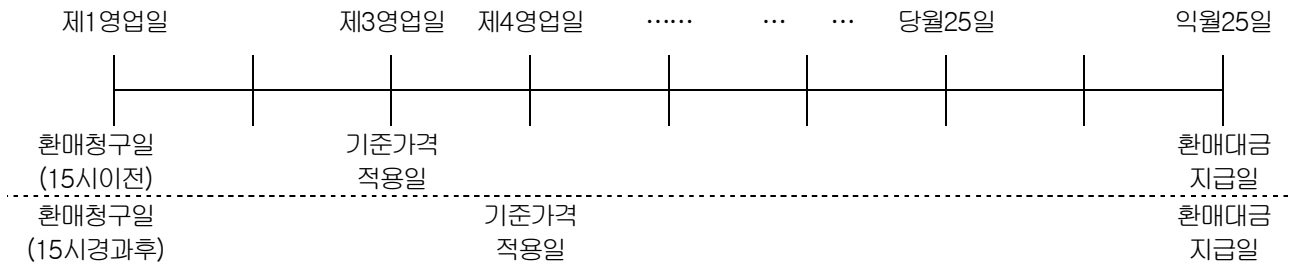 제1영업일 제3영업일 제4영업일 …… … … 당월25일 익월25일
환매청구일 기준가격 환매대금
(15시이전) 적용일 지급일
환매청구일 기준가격 환매대금
(15시경과후) 적용일 지급일